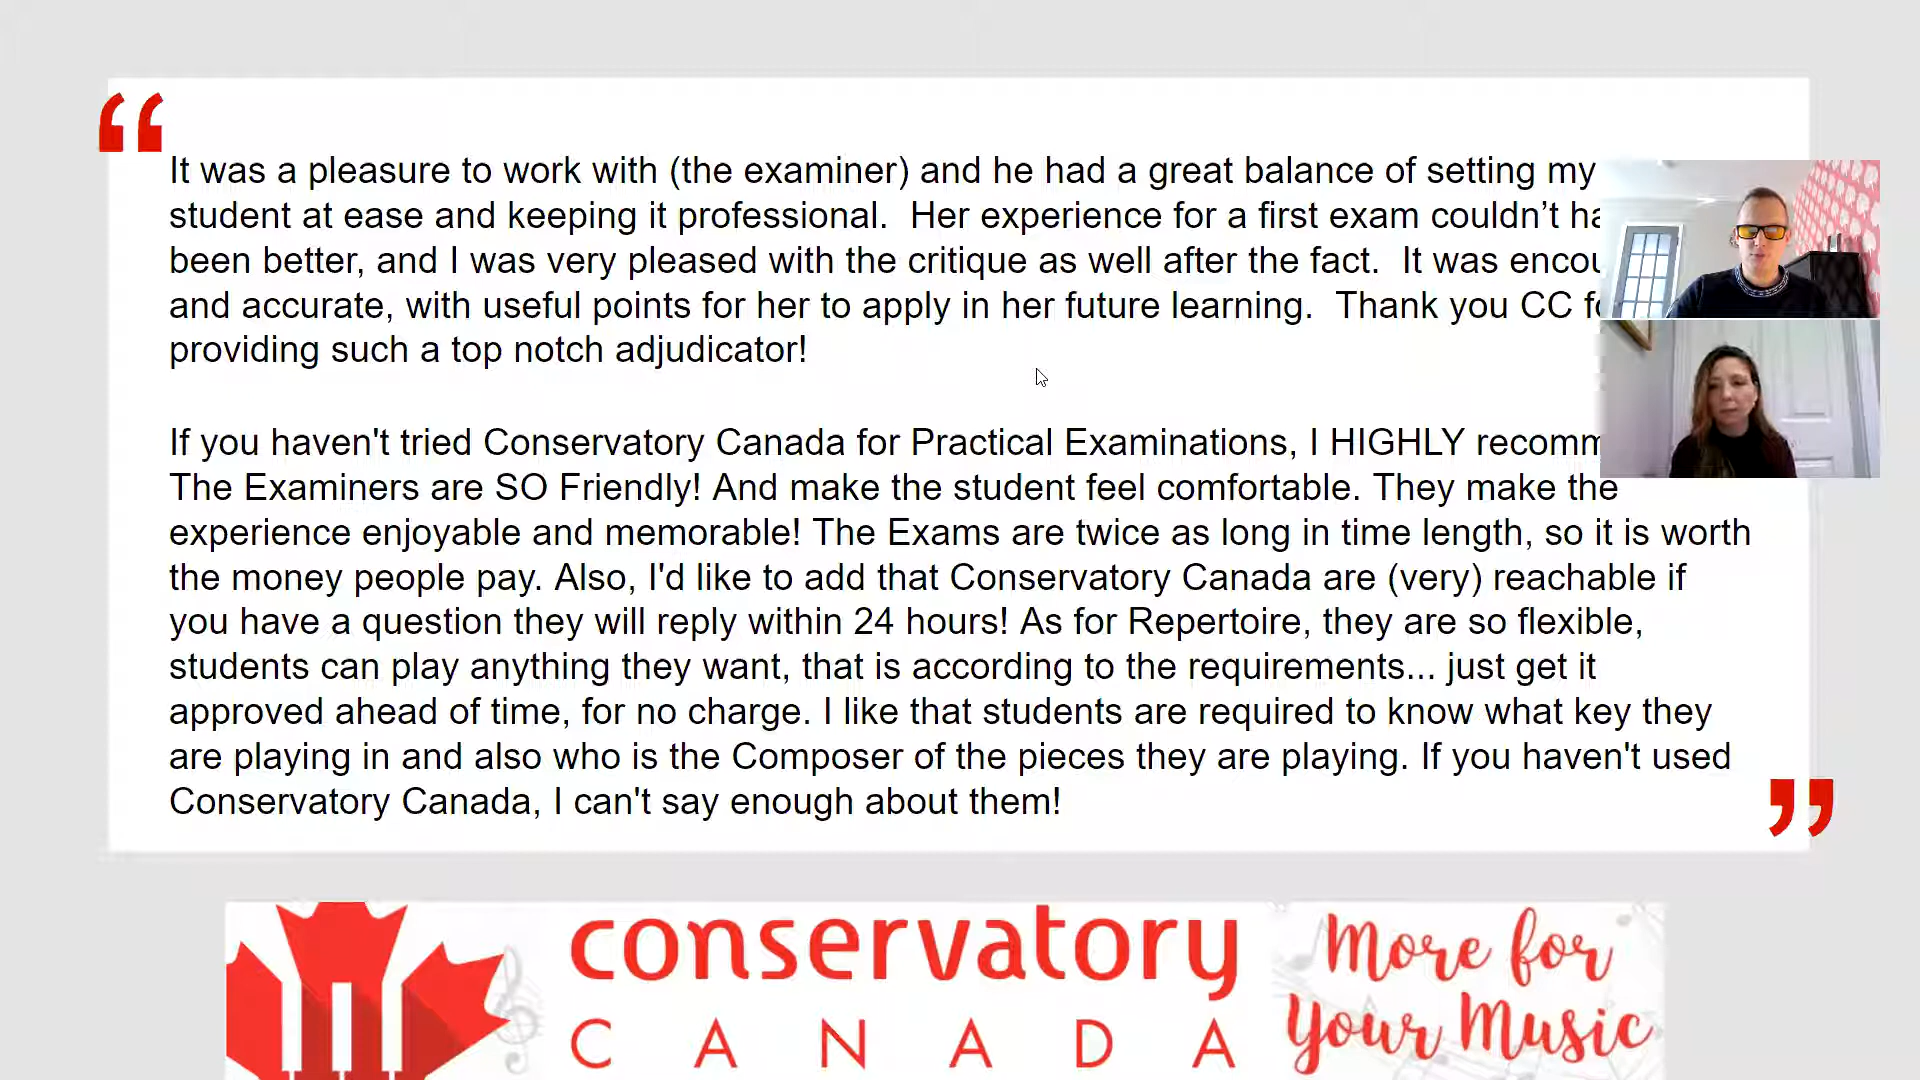 “
It was a pleasure to work with (the examiner) and he had a great balance of setting my
student at ease and keeping it professional.  Her experience for a first exam couldn’t
been better, and I was very pleased with the critique as well after the fact.  It was
and accurate, with useful points for her to apply in her future learning.  Thank you CC
providing such a top notch adjudicator!
If you haven't tried Conservatory Canada for Practical Examinations, I HIGHLY
The Examiners are SO Friendly! And make the student feel comfortable. They make the
experience enjoyable and memorable! The Exams are twice as long in time length, so it is worth
the money people pay. Also, I'd like to add that Conservatory Canada are (very) reachable if
you have a question they will reply within 24 hours! As for Repertoire, they are so flexible,
students can play anything they want, that is according to the requirements... just get it
approved ahead of time, for no charge. I like that students are required to know what key they
are playing in and also who is the Composer of the pieces they are playing. If you haven't used
Conservatory Canada, I can't say enough about them!
”
conservatory
CANADA
More for
Your Music